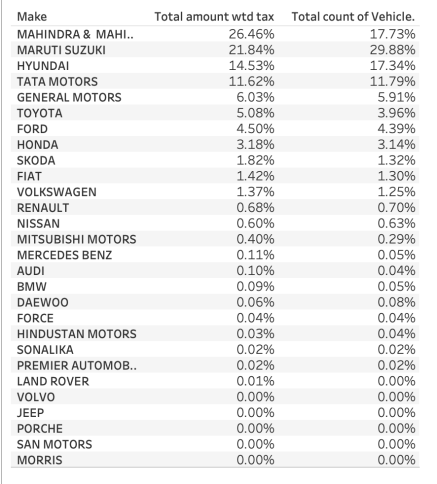 Make Total amount wtd tax Total count of Vehicle.
MAHINDRA & MAHI.. 26.46% 17.73%
MARUTI SUZUKI 21.84% 29.88%
HYUNDAI 14.53% 17.34%
TATA MOTORS 11.62% 11.79%
GENERAL MOTORS 6.03% 5.91%
TOYOTA 5.08% 3.96%
FORD 4.50% 4.39%
HONDA 3.18% 3.14%
SKODA 1.82% 1.32%
FIAT 1.42% 1.30%
VOLKSWAGEN 1.37% 1.25%
RENAULT 0.68% 0.70%
NISSAN 0.60% 0.63%
MITSUBISHI MOTORS 0.40% 0.29%
MERCEDES BENZ 0.11% 0.05%
AUDI 0.10% 0.04%
BMW 0.09% 0.05%
DAEWOO 0.06% 0.08%
FORCE 0.04% 0.04%
HINDUSTAN MOTORS 0.03% 0.04%
SONALIKA 0.02% 0.02%
PREMIER AUTOMOB.. 0.02% 0.02%
LAND ROVER 0.01% 0.00%
VOLVO 0.00% 0.00%
JEEP 0.00% 0.00%
PORCHE 0.00% 0.00%
SAN MOTORS 0.00% 0.00%
MORRIS 0.00% 0.00%